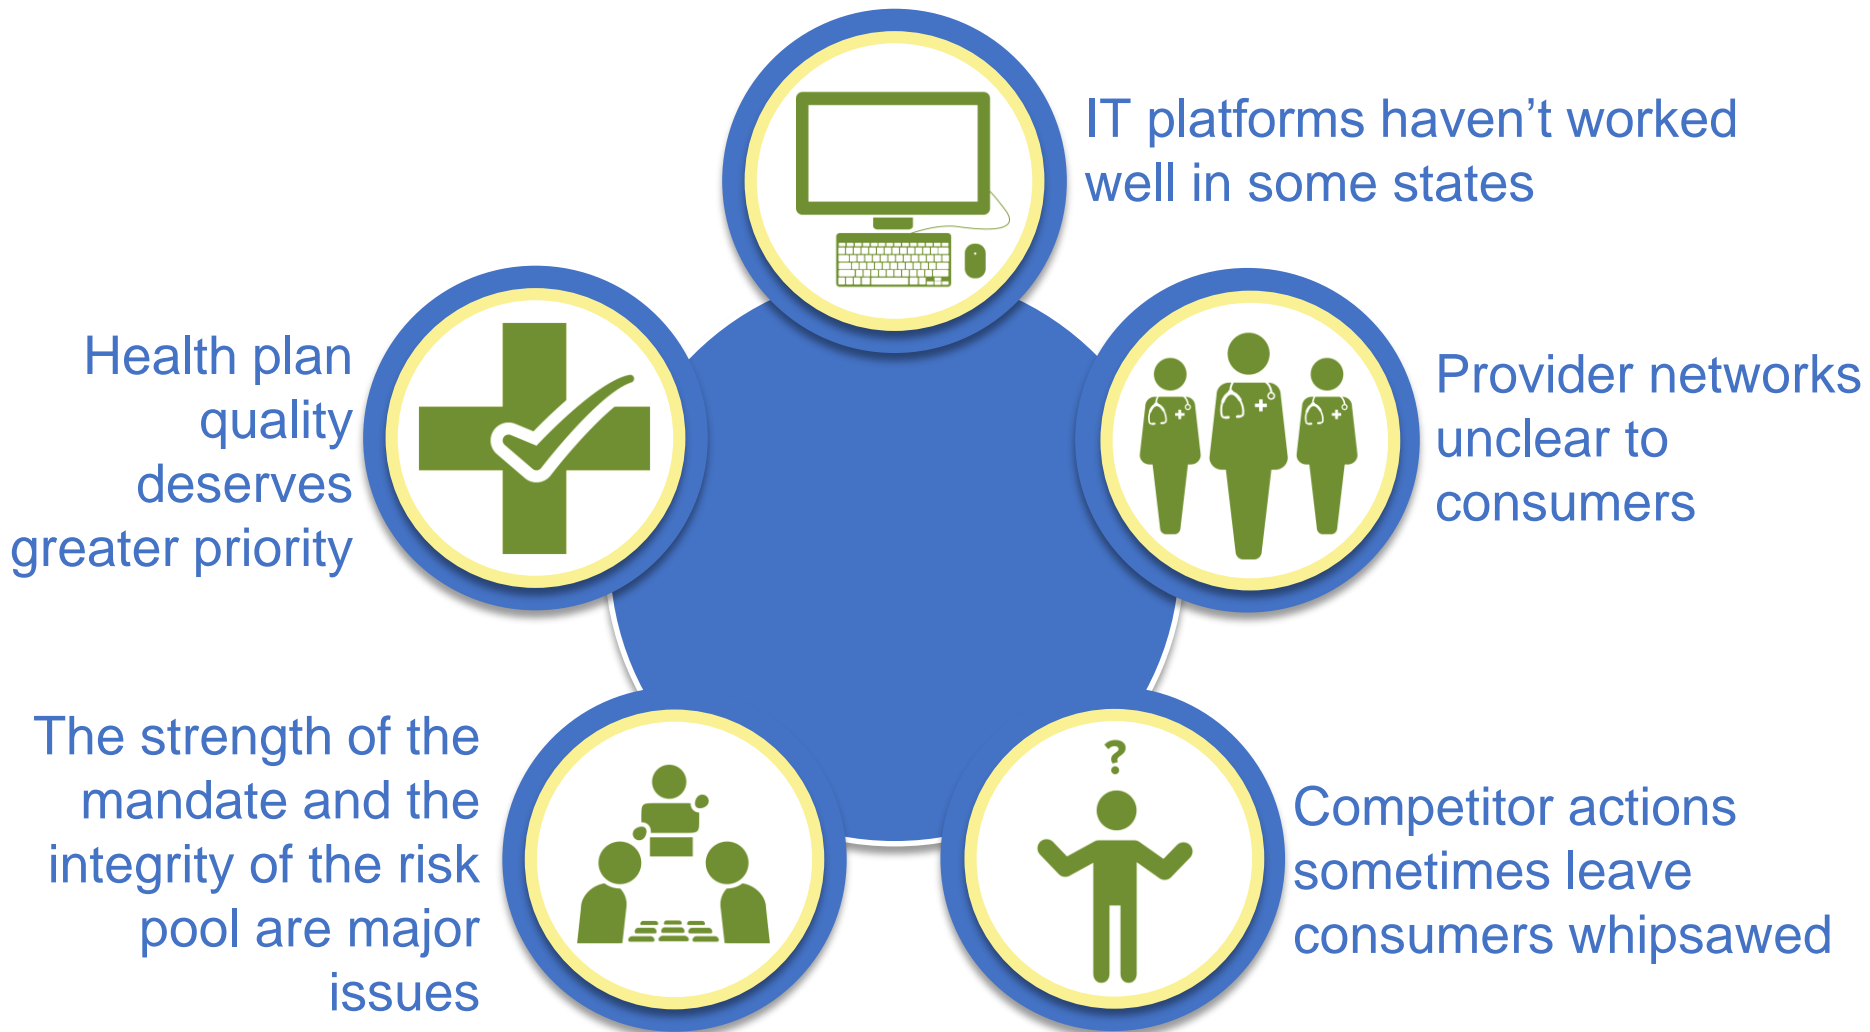 IT platforms haven’t worked
well in some states
Provider networks
unclear to
consumers
Competitor actions
sometimes leave
consumers whipsawed
The strength of the
mandate and the
integrity of the risk
pool are major
issues
Health plan
quality
deserves
greater priority
?